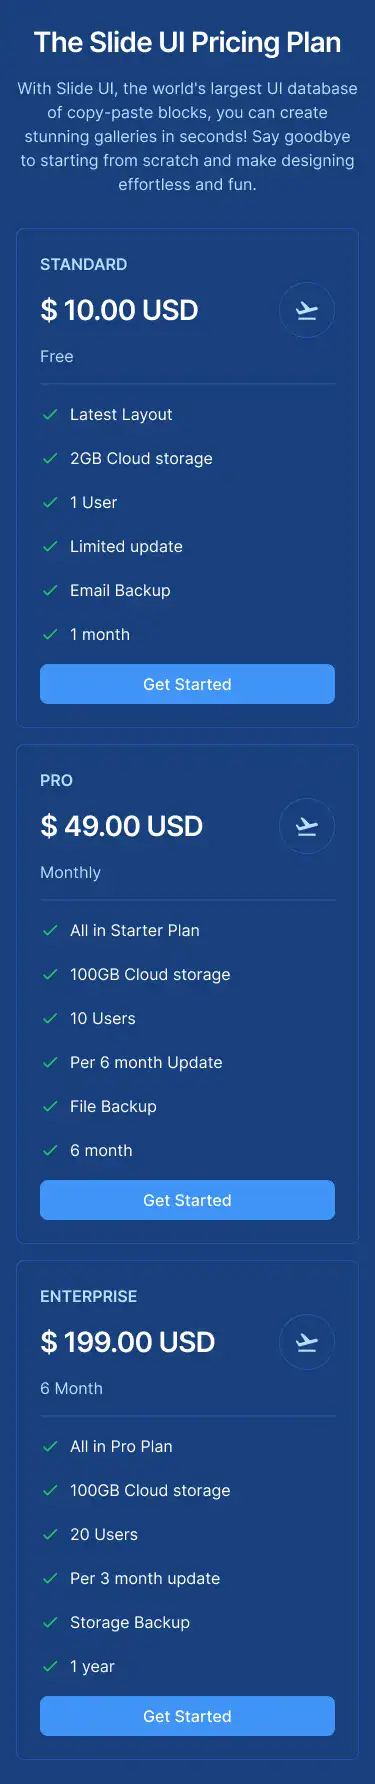 The Slide UI Pricing Plan
With Slide UI, the world's largest UI database
of copy-paste blocks, you can create
stunning galleries in seconds! Say goodbye
to starting from scratch and make designing
effortless and fun.
STANDARD
$ 10.00 USD
Free
Latest Layout
2GB Cloud storage
1 User
Limited update
Email Backup
1 month
Get Started
PRO
$ 49.00 USD
Monthly
All in Starter Plan
100GB Cloud storage
10 Users
Per 6 month Update
File Backup
6 month
Get Started
ENTERPRISE
$ 199.00 USD
6 Month
All in Pro Plan
100GB Cloud storage
20 Users
Per 3 month update
Storage Backup
1 year
Get Started